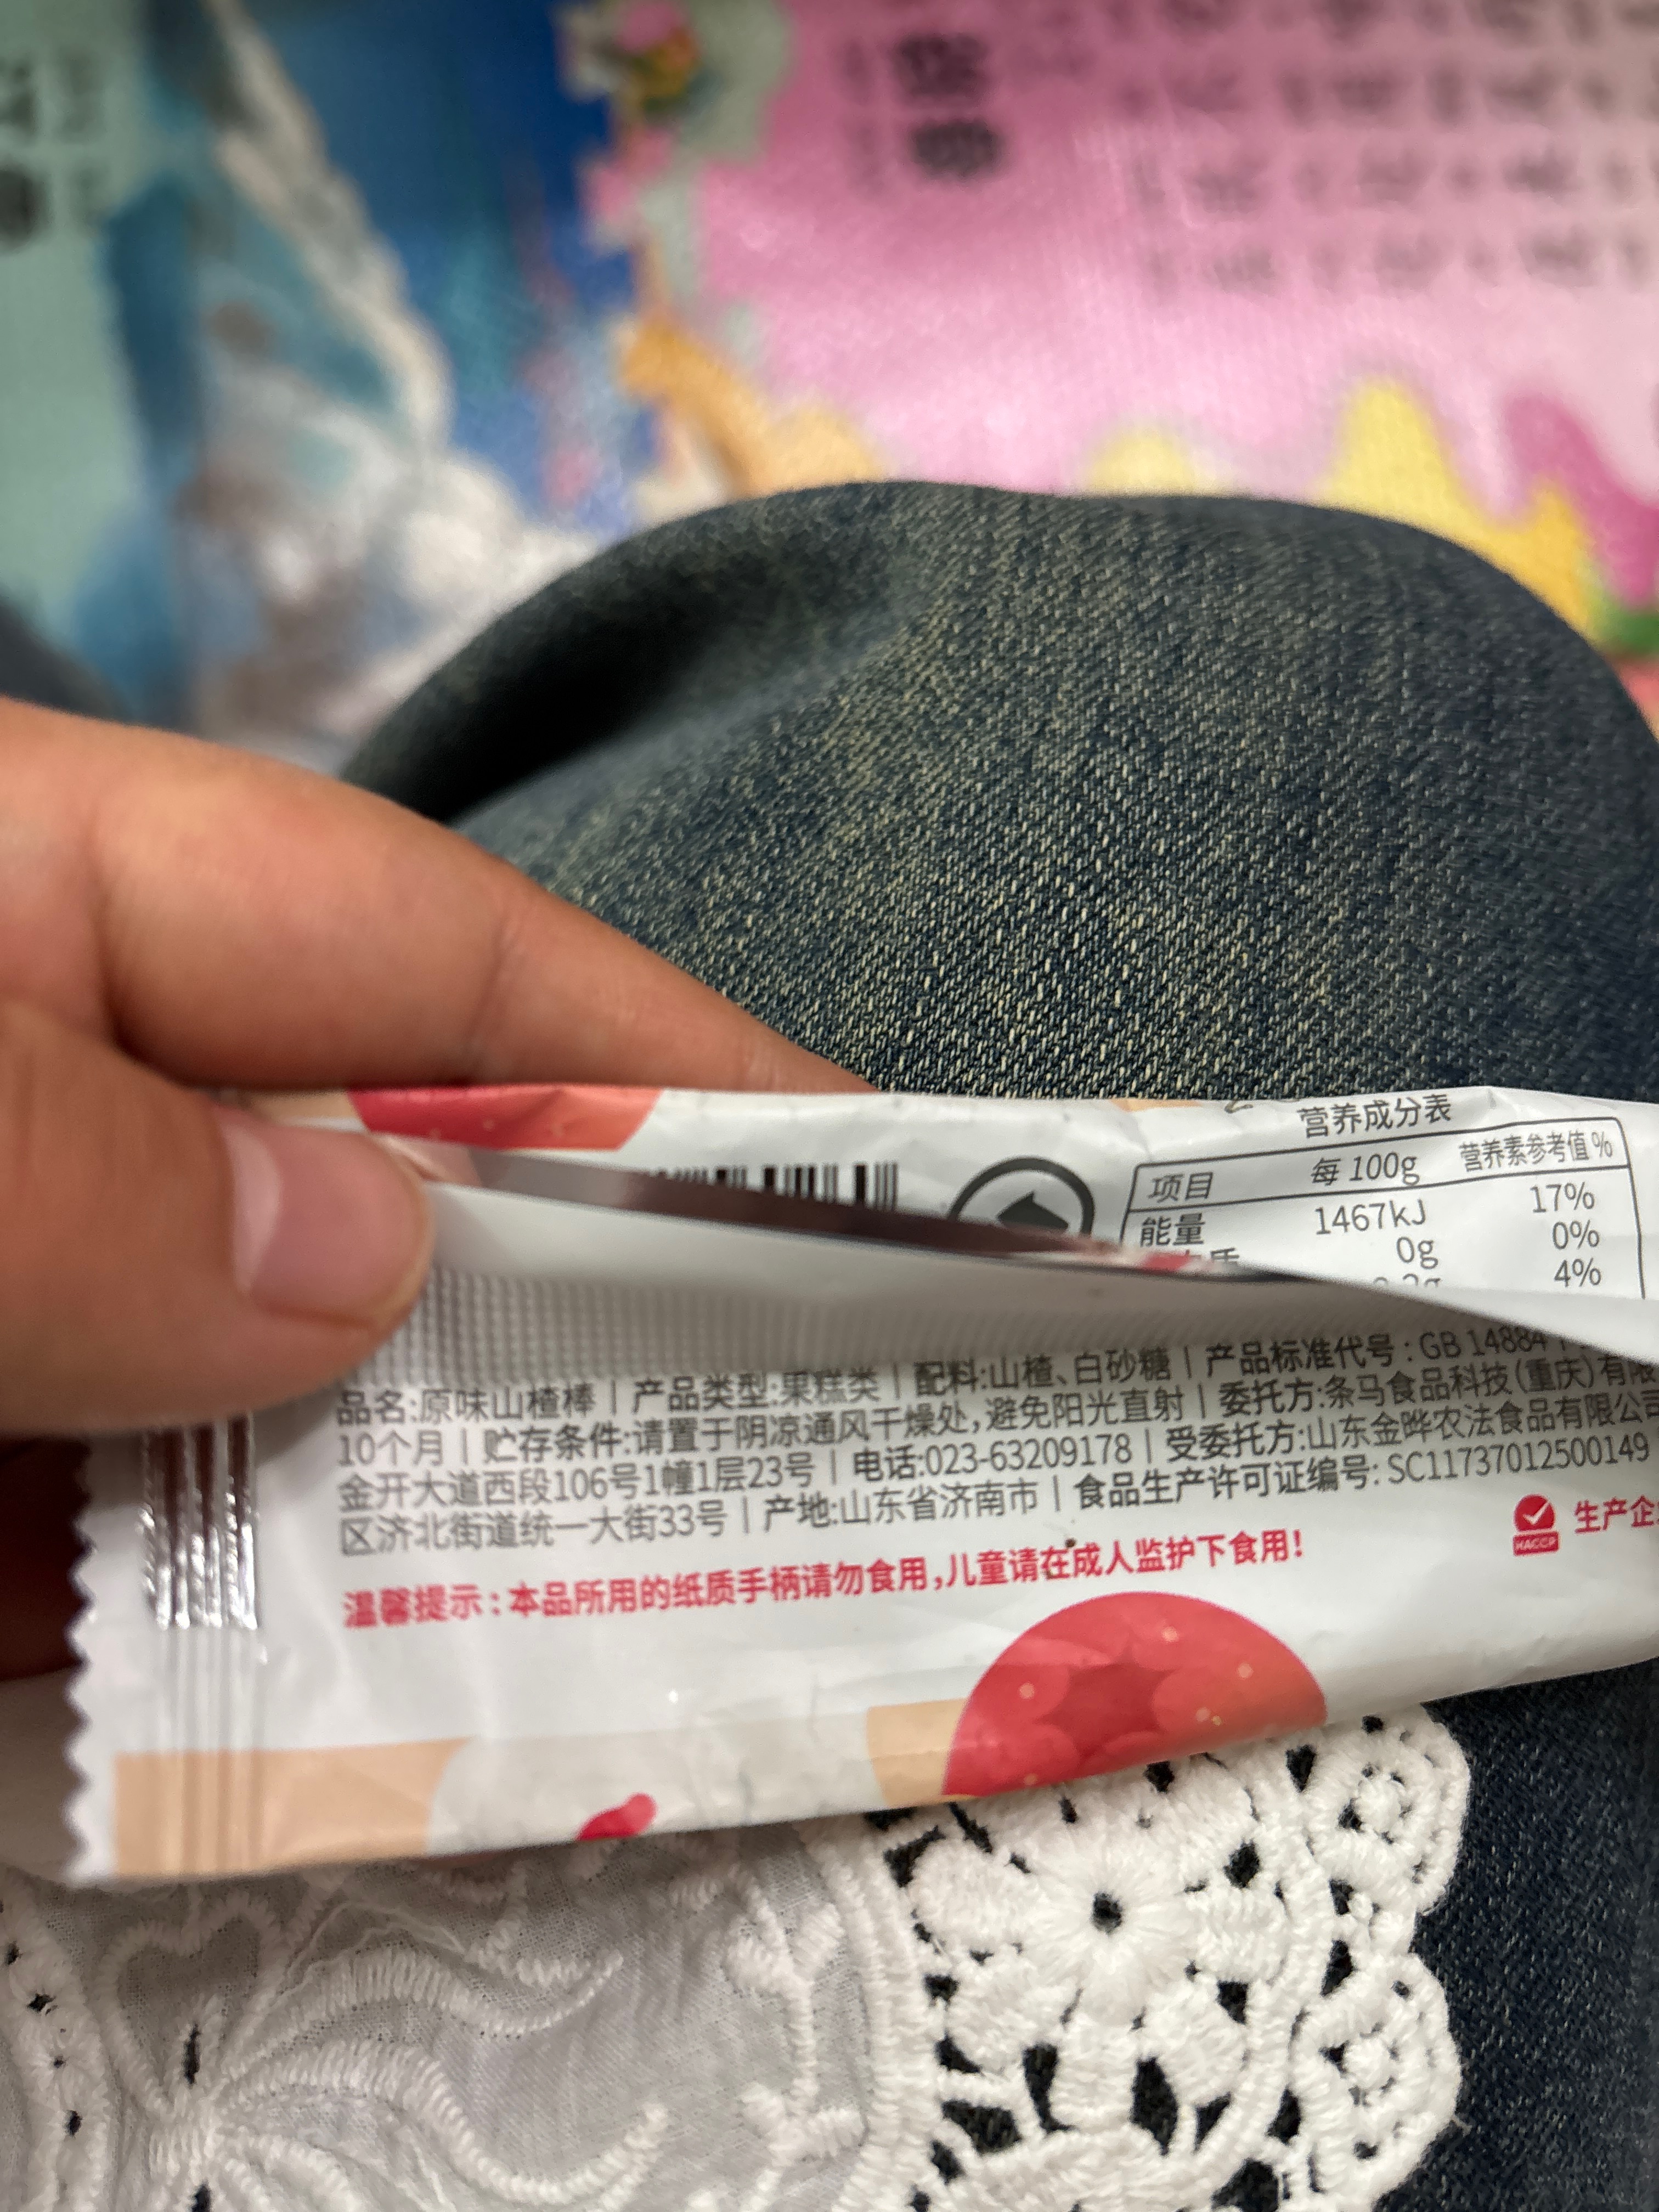 营养成分表
项目 每 100g 营养素参考值 %
能量 1467kJ 17%
0g 0%
4%
品名:原味山楂棒 | 产品类型:果糕类 | 配料:山楂、白砂糖 | 产品标准代号 : GB 14884
10个月 | 贮存条件:请置于阴凉通风干燥处,避免阳光直射 | 委托方:条马食品科技(重庆)有限
金开大道西段106号1幢1层23号 | 电话:023-63209178 | 受委托方:山东金晔农法食品有限公司
区济北街道统一大街33号 | 产地:山东省济南市 | 食品生产许可证编号: SC11737012500149
温馨提示 : 本品所用的纸质手柄请勿食用,儿童请在成人监护下食用!
HACCP 生产企